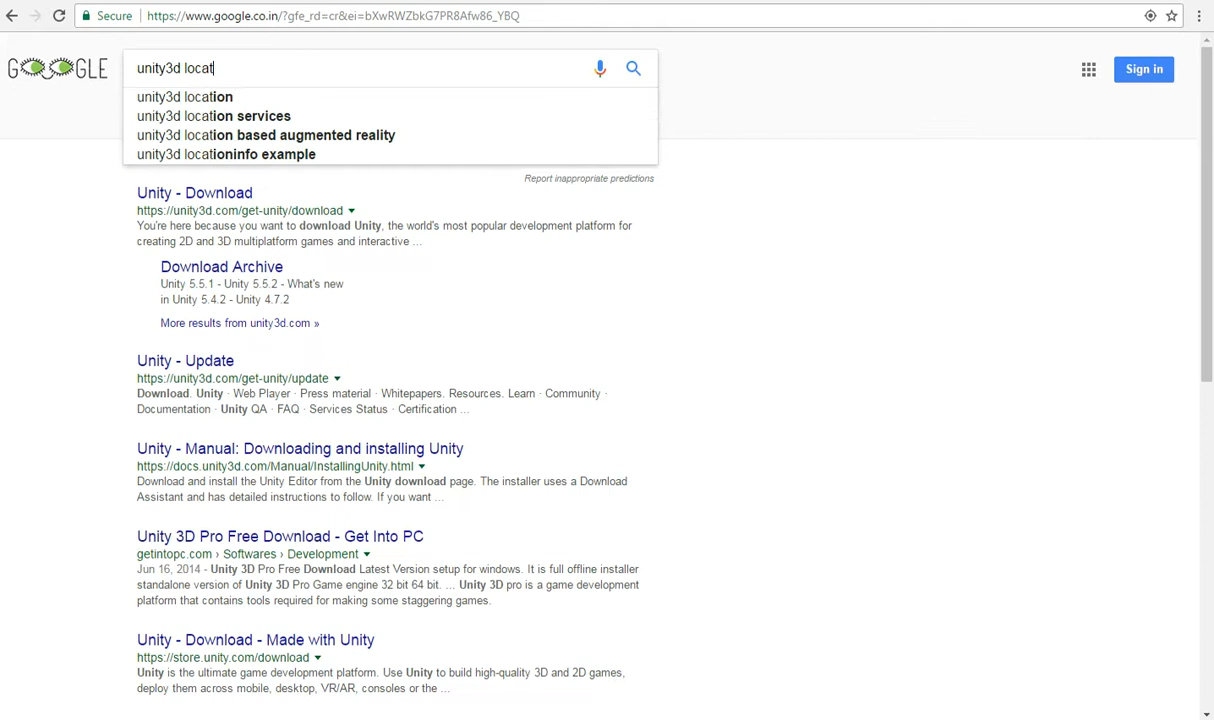 Secure
https://www.google.co.in/?gfe_rd=cr&ei=bXwRWZbkG7PR8Afw86_YBQ
GOOGLE
unity3d locat
Sign in
unity3d location
unity3d location services
unity3d location based augmented reality
unity3d locationinfo example
Report inappropriate predictions
Unity - Download
https://unity3d.com/get-unity/download
You're here because you want to download Unity, the world's most popular development platform for
creating 2D and 3D multiplatform games and interactive ...
Download Archive
Unity 5.5.1 - Unity 5.5.2 - What's new
in Unity 5.4.2 - Unity 4.7.2
More results from unity3d.com »
Unity - Update
https://unity3d.com/get-unity/update
Download. Unity · Web Player · Press material · Whitepapers. Resources. Learn · Community ·
Documentation · Unity QA · FAQ · Services Status · Certification ...
Unity - Manual: Downloading and installing Unity
https://docs.unity3d.com/Manual/InstallingUnity.html
Download and install the Unity Editor from the Unity download page. The installer uses a Download
Assistant and has detailed instructions to follow. If you want ...
Unity 3D Pro Free Download - Get Into PC
getintopc.com › Softwares › Development
Jun 16, 2014 - Unity 3D Pro Free Download Latest Version setup for windows. It is full offline installer
standalone version of Unity 3D Pro Game engine 32 bit 64 bit. ... Unity 3D pro is a game development
platform that contains tools required for making some staggering games.
Unity - Download - Made with Unity
https://store.unity.com/download
Unity is the ultimate game development platform. Use Unity to build high-quality 3D and 2D games,
deploy them across mobile, desktop, VR/AR, consoles or the ...